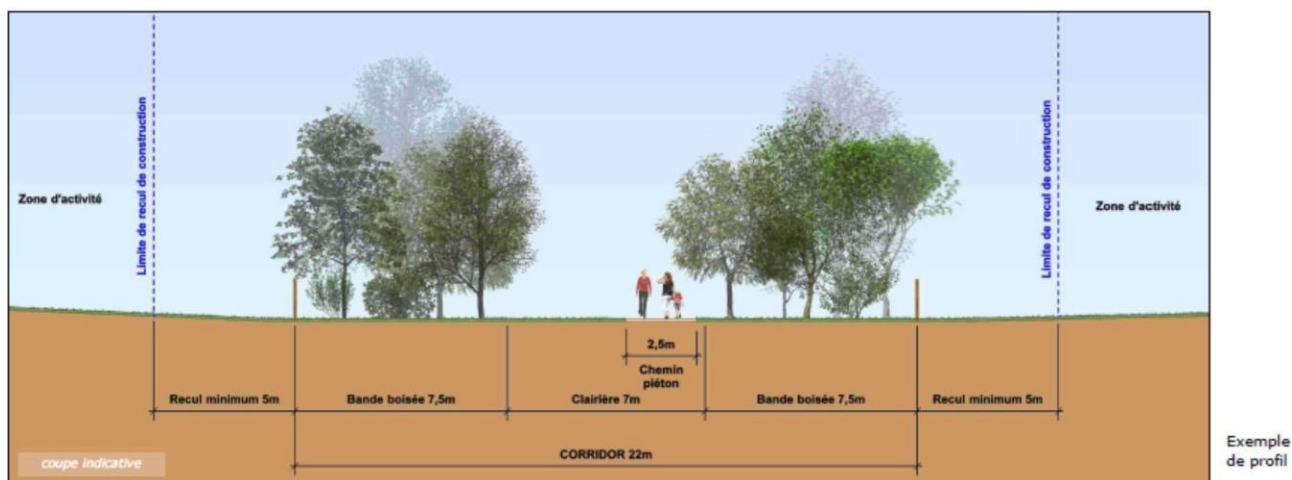 Zone d'activité
Limite de recul de construction
Limite de recul de construction
Zone d'activité
2,5m
Chemin
piéton
Recul minimum 5m
Bande boisée 7,5m
Clairière 7m
Bande boisée 7,5m
Recul minimum 5m
CORRIDOR 22m
coupe indicative
Exemple
de profil